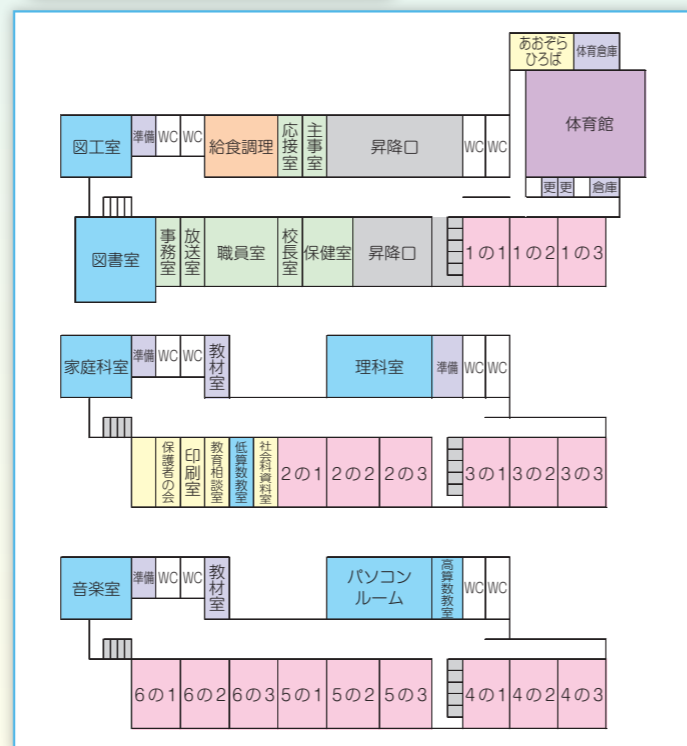 あおぞら
ひろば
体育倉庫
体育館
図工室
準備
WC
WC
給食調理
応接室
主事室
昇降口
WC
WC
更
更
倉庫
図書室
事務室
放送室
職員室
校長室
保健室
昇降口
1の1
1の2
1の3
家庭科室
準備
WC
WC
教材室
理科室
準備
WC
WC
保護者の会
印刷室
教育相談室
低算数教室
社会科資料室
2の1
2の2
2の3
3の1
3の2
3の3
音楽室
準備
WC
WC
教材室
パソコン
ルーム
高算数教室
WC
WC
6の1
6の2
6の3
5の1
5の2
5の3
4の1
4の2
4の3